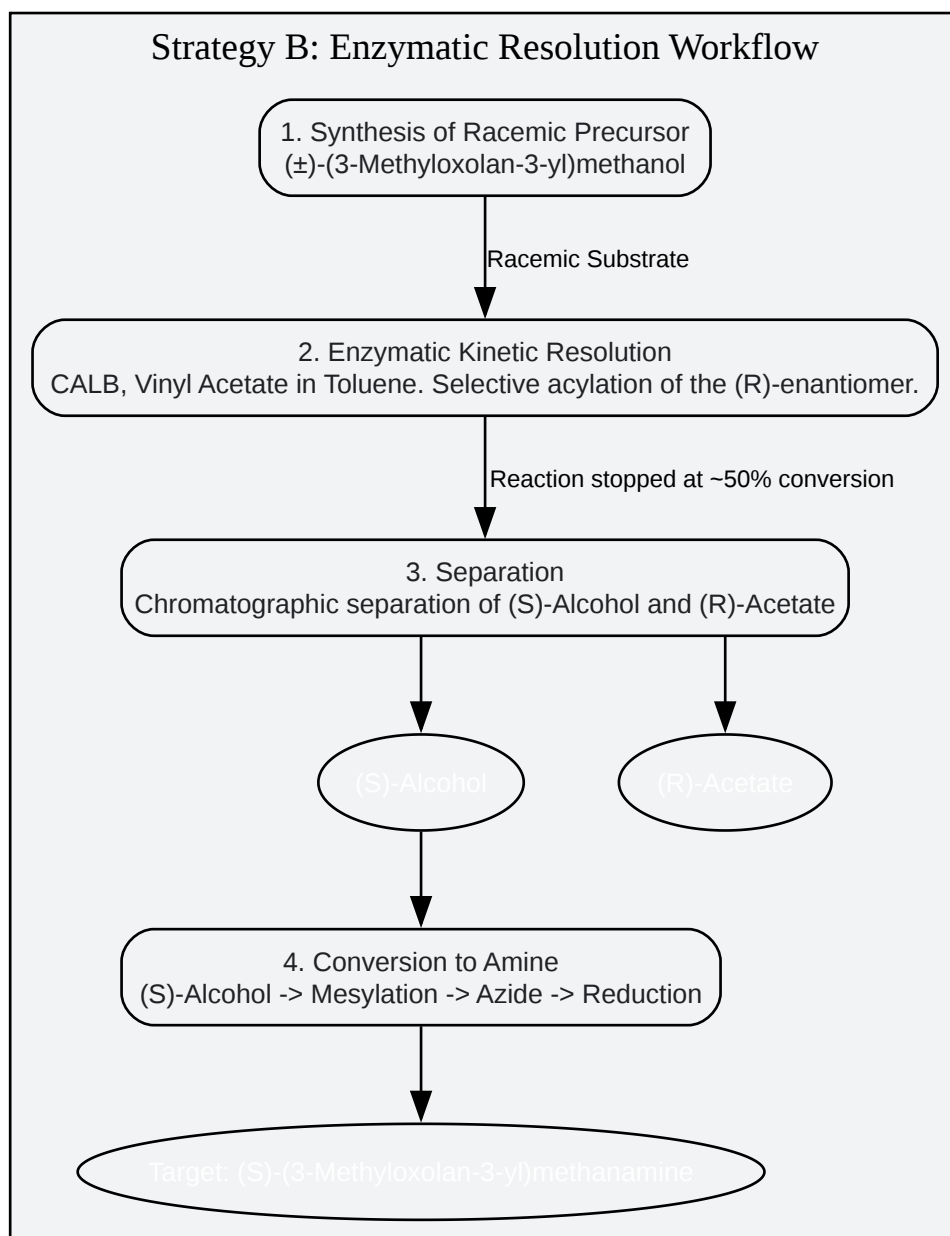 Strategy B: Enzymatic Resolution Workflow
1. Synthesis of Racemic Precursor
(±)-(3-Methyloxolan-3-yl)methanol
Racemic Substrate
2. Enzymatic Kinetic Resolution
CALB, Vinyl Acetate in Toluene. Selective acylation of the (R)-enantiomer.
Reaction stopped at ~50% conversion
3. Separation
Chromatographic separation of (S)-Alcohol and (R)-Acetate
(S)-Alcohol
(R)-Acetate
4. Conversion to Amine
(S)-Alcohol -> Mesylation -> Azide -> Reduction
Target: (S)-(3-Methyloxolan-3-yl)methanamine